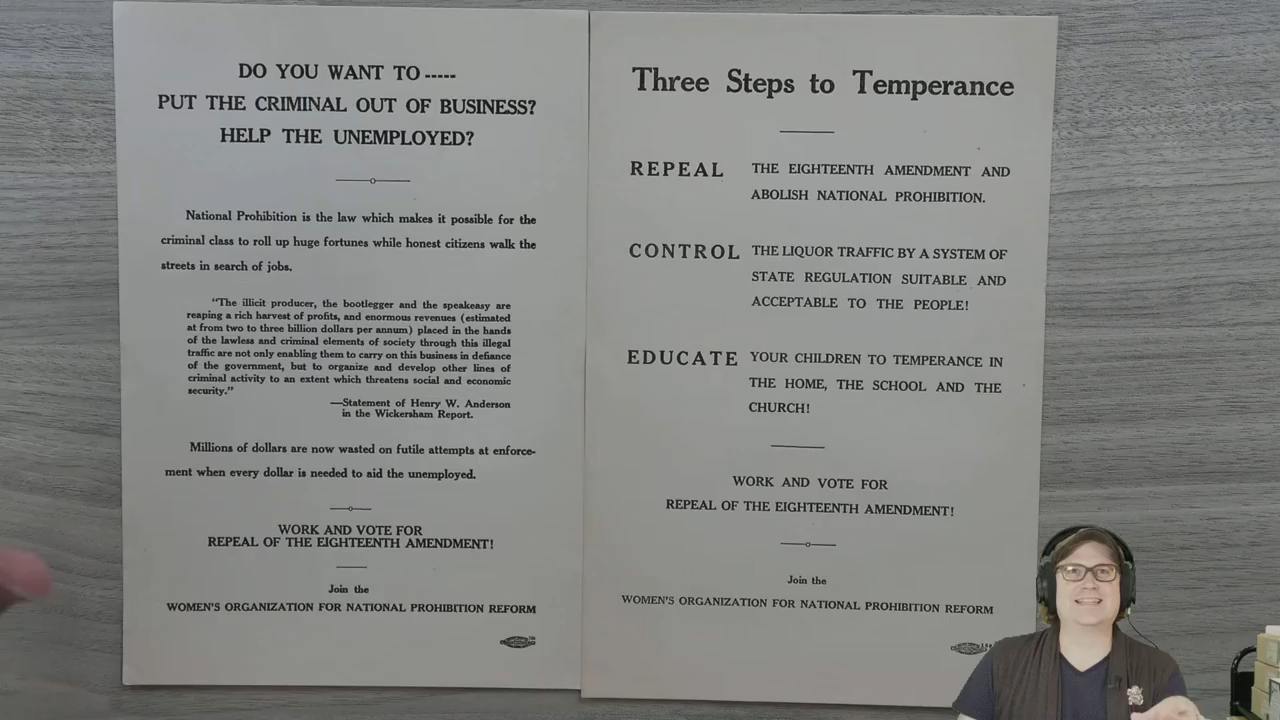 DO YOU WANT TO -----
PUT THE CRIMINAL OUT OF BUSINESS?
HELP THE UNEMPLOYED?
National Prohibition is the law which makes it possible for the
criminal class to roll up huge fortunes while honest citizens walk the
streets in search of jobs.
"The illicit producer, the bootlegger and the speakeasy are
reaping a rich harvest of profits, and enormous revenues (estimated
at from two to three billion dollars per annum) placed in the hands
of the lawless and criminal elements of society through this illegal
traffic are not only enabling them to carry on this business in defiance
of the government, but to organize and develop other lines of
criminal activity to an extent which threatens social and economic
security."
—Statement of Henry W. Anderson
in the Wickersham Report.
Millions of dollars are now wasted on futile attempts at enforce-
ment when every dollar is needed to aid the unemployed.
WORK AND VOTE FOR
REPEAL OF THE EIGHTEENTH AMENDMENT!
Join the
WOMEN'S ORGANIZATION FOR NATIONAL PROHIBITION REFORM
Three Steps to Temperance
REPEAL THE EIGHTEENTH AMENDMENT AND
ABOLISH NATIONAL PROHIBITION.
CONTROL THE LIQUOR TRAFFIC BY A SYSTEM OF
STATE REGULATION SUITABLE AND
ACCEPTABLE TO THE PEOPLE!
EDUCATE YOUR CHILDREN TO TEMPERANCE IN
THE HOME, THE SCHOOL AND THE
CHURCH!
WORK AND VOTE FOR
REPEAL OF THE EIGHTEENTH AMENDMENT!
Join the
WOMEN'S ORGANIZATION FOR NATIONAL PROHIBITION REFORM